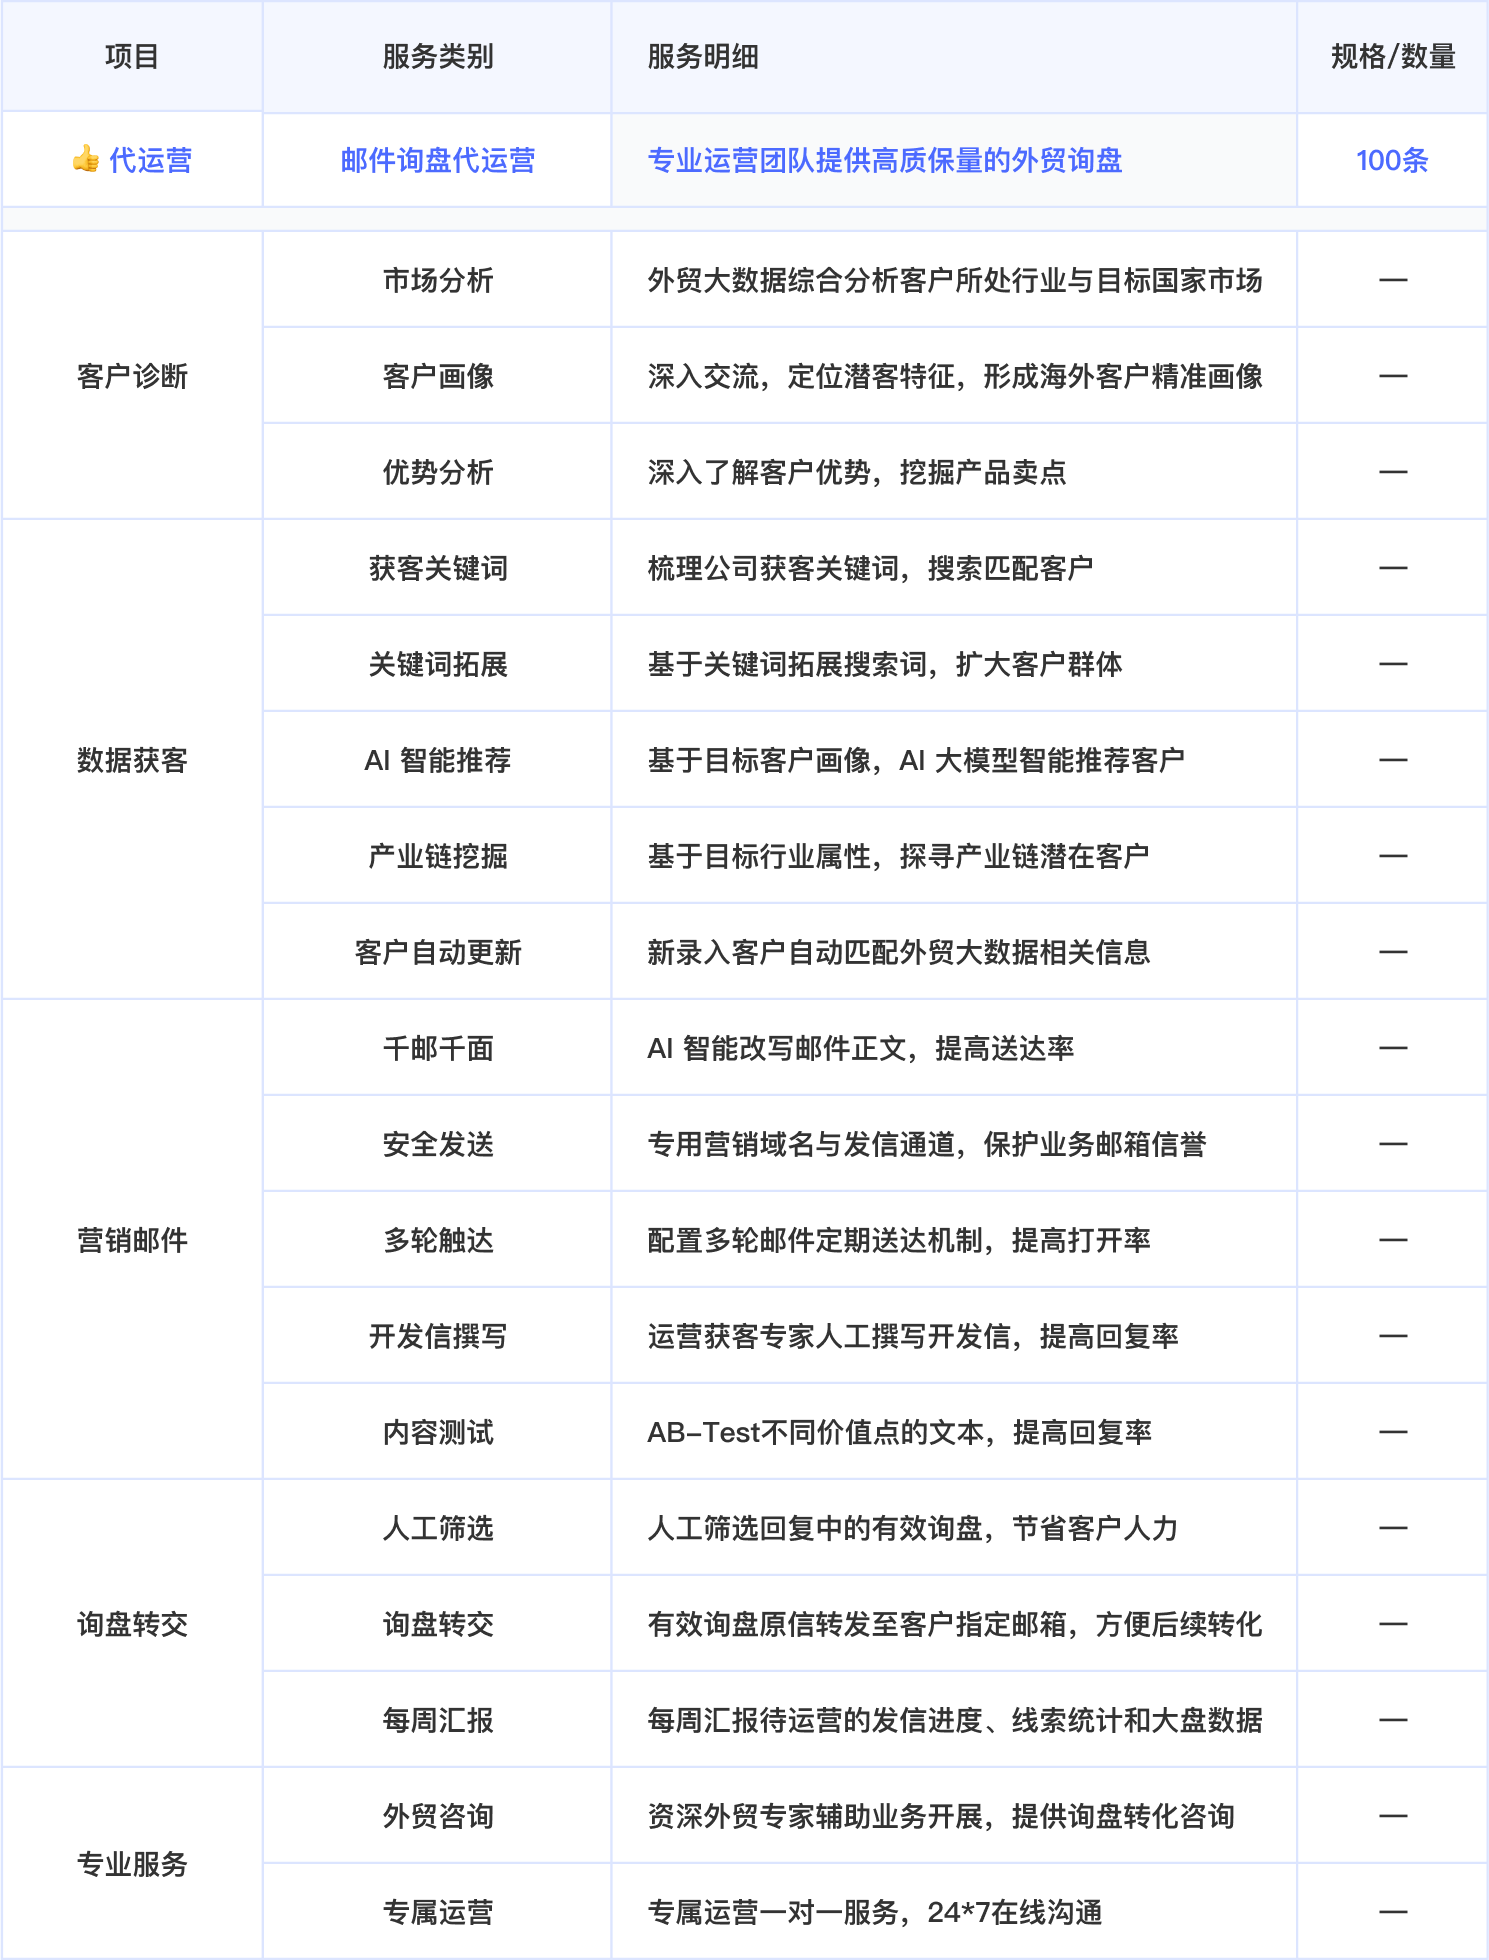 项目 服务类别 服务明细 规格/数量
👍 代运营 邮件询盘代运营 专业运营团队提供高质保量的外贸询盘 100条
客户诊断
市场分析 外贸大数据综合分析客户所处行业与目标国家市场 —
客户画像 深入交流，定位潜客特征，形成海外客户精准画像 —
优势分析 深入了解客户优势，挖掘产品卖点 —
数据获客
获客关键词 梳理公司获客关键词，搜索匹配客户 —
关键词拓展 基于关键词拓展搜索词，扩大客户群体 —
AI 智能推荐 基于目标客户画像，AI 大模型智能推荐客户 —
产业链挖掘 基于目标行业属性，探寻产业链潜在客户 —
客户自动更新 新录入客户自动匹配外贸大数据相关信息 —
营销邮件
千邮千面 AI 智能改写邮件正文，提高送达率 —
安全发送 专用营销域名与发信通道，保护业务邮箱信誉 —
多轮触达 配置多轮邮件定期送达机制，提高打开率 —
开发信撰写 运营获客专家人工撰写开发信，提高回复率 —
内容测试 AB-Test不同价值点的文本，提高回复率 —
询盘转交
人工筛选 人工筛选回复中的有效询盘，节省客户人力 —
询盘转交 有效询盘原信转发至客户指定邮箱，方便后续转化 —
每周汇报 每周汇报待运营的发信进度、线索统计和大盘数据 —
专业服务
外贸咨询 资深外贸专家辅助业务开展，提供询盘转化咨询 —
专属运营 专属运营一对一服务，24*7在线沟通 —